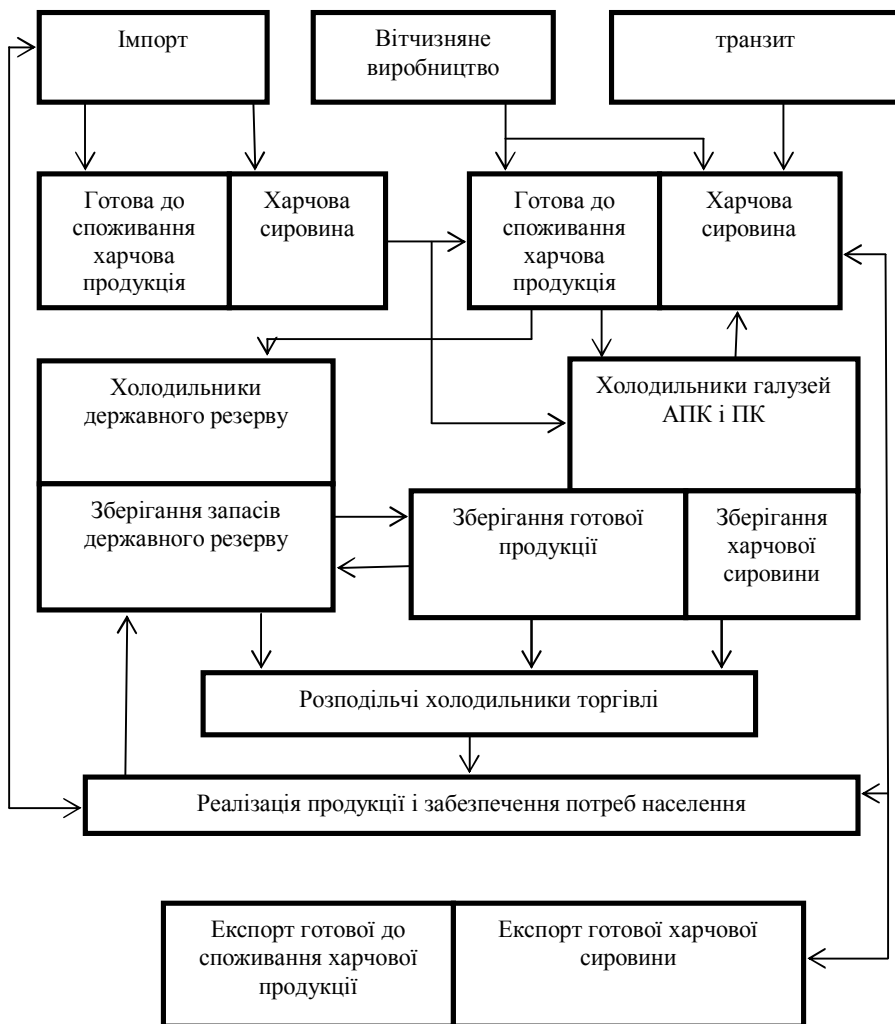 Імпорт
Вітчизняне
виробництво
транзит
Готова до
споживання
харчова
продукція
Харчова
сировина
Готова до
споживання
харчова
продукція
Харчова
сировина
Холодильники
державного резерву
Холодильники галузей
АПК і ПК
Зберігання запасів
державного резерву
Зберігання готової
продукції
Зберігання
харчової
сировини
Розподільчі холодильники торгівлі
Реалізація продукції і забезпечення потреб населення
Експорт готової до
споживання харчової
продукції
Експорт готової харчової
сировини